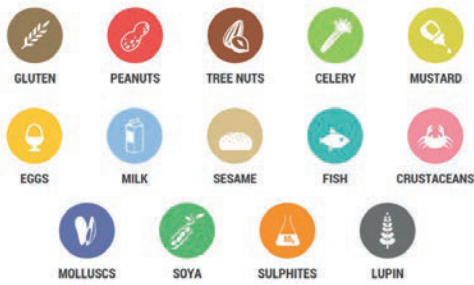 GLUTEN PEANUTS TREE NUTS CELERY MUSTARD
EGGS MILK SESAME FISH CRUSTACEANS
MOLLUSCS SOYA SULPHITES LUPIN